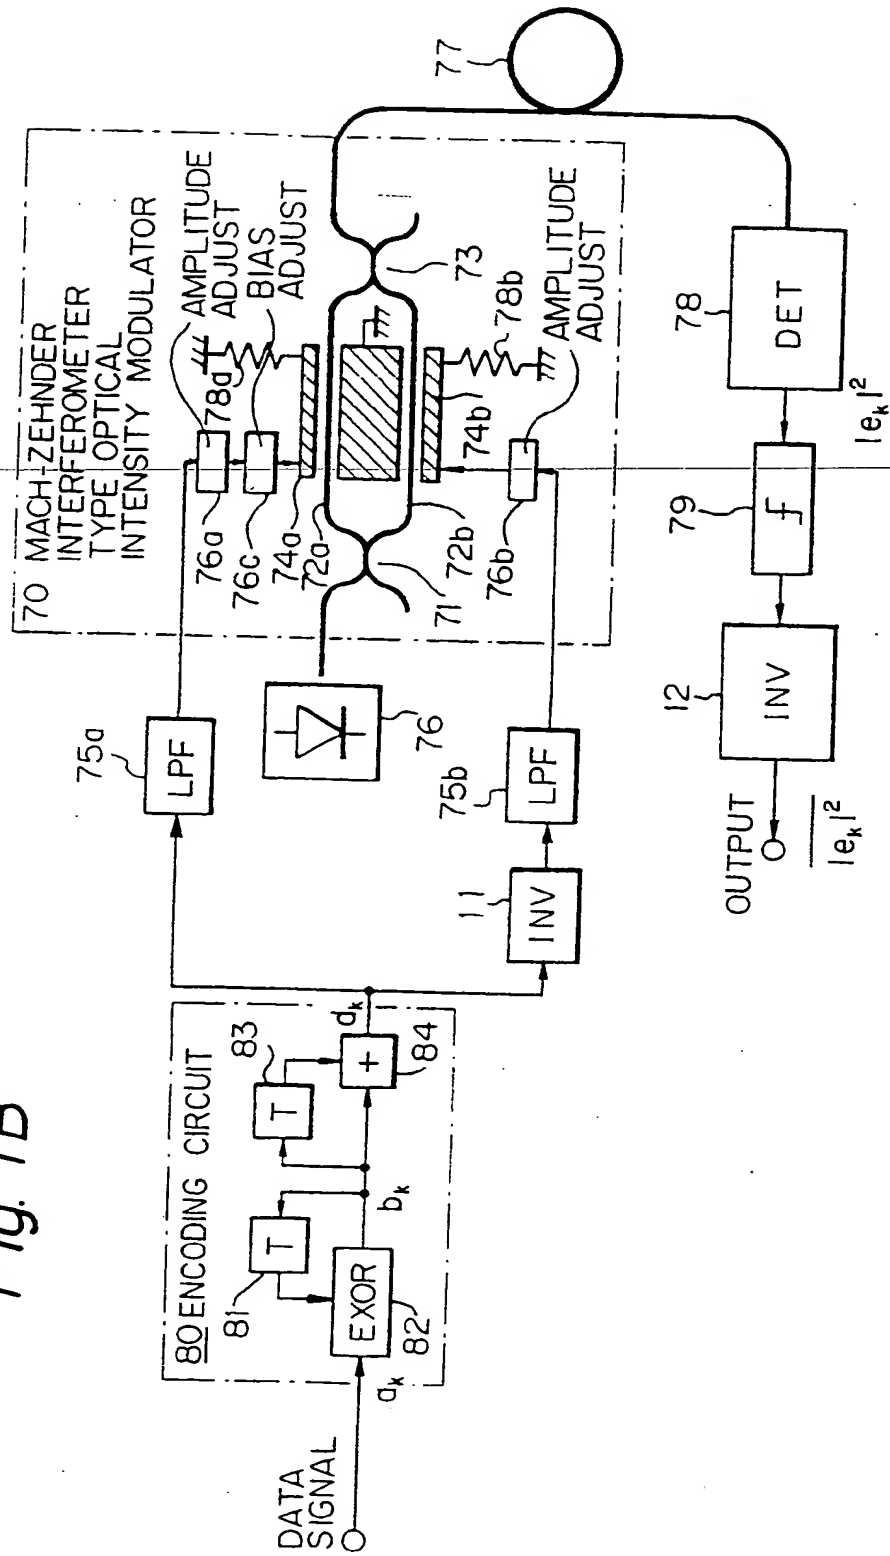 Fig. 1B
DATA
SIGNAL
a_k
80 ENCODING CIRCUIT
81
T
EXOR
82
b_k
83
T
+
84
d_k
75a
LPF
11
INV
75b
LPF
76
70 MACH-ZEHNDER
INTERFEROMETER
TYPE OPTICAL
INTENSITY MODULATOR
AMPLITUDE
ADJUST
BIAS
ADJUST
76a
78a
76c
74a
72a
71
72b
76b
74b
78b
73
AMPLITUDE
ADJUST
77
78
DET
|e_k|²
79
12
INV
OUTPUT
\overline{|e_k|²}